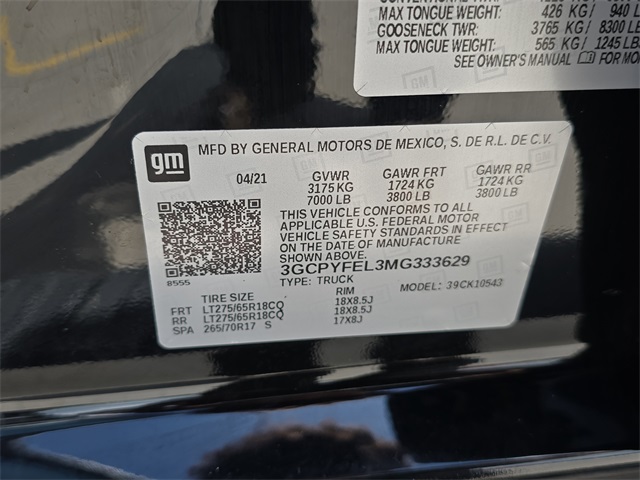 MAX TONGUE WEIGHT: 426 KG / 940 L
GOOSENECK TWR: 3765 KG / 8300 LB
MAX TONGUE WEIGHT: 565 KG / 1245 LB
SEE OWNER'S MANUAL FOR MO
gm MFD BY GENERAL MOTORS DE MEXICO, S. DE R.L. DE C.V.
04/21 GVWR GAWR FRT GAWR RR
3175 KG 1724 KG 1724 KG
7000 LB 3800 LB 3800 LB
THIS VEHICLE CONFORMS TO ALL
APPLICABLE U.S. FEDERAL MOTOR
VEHICLE SAFETY STANDARDS IN EFFECT
ON THE DATE OF MANUFACTURE
SHOWN ABOVE.
3GCPYFEL3MG333629
8555 TYPE: TRUCK MODEL: 39CK10543
TIRE SIZE RIM
FRT LT275/65R18CQ 18X8.5J
RR LT275/65R18CQ 18X8.5J
SPA 265/70R17 S 17X8J